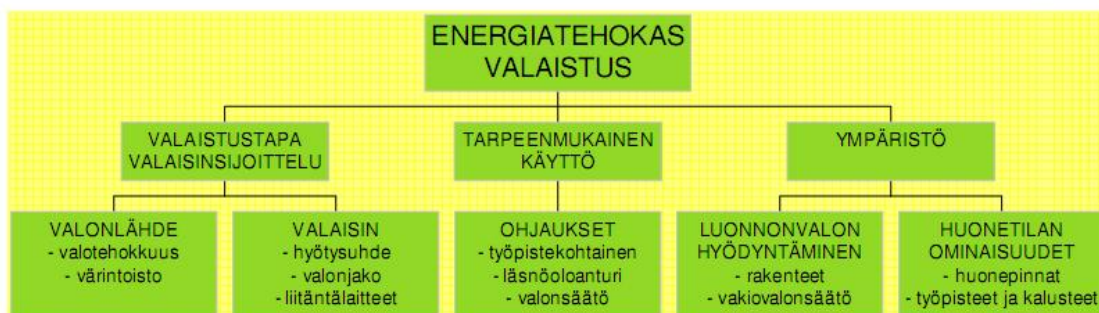 ENERGIATEHOKAS
VALAISTUS
VALAISTUSTAPA
VALAISINSIJOITTELU
TARPEENMUKAINEN
KÄYTTÖ
YMPÄRISTÖ
VALONLÄHDE
- valotehokkuus
- värintoisto
VALAISIN
- hyötysuhde
- valonjako
- liitäntälaitteet
OHJAUKSET
- työpistekohtainen
- läsnöoloanturi
- valonsäätö
LUONNONVALON
HYÖDYNTÄMINEN
- rakenteet
- vakiovalonsäätö
HUONETILAN
OMINAISUUDET
- huonepinnat
- työpisteet ja kalusteet